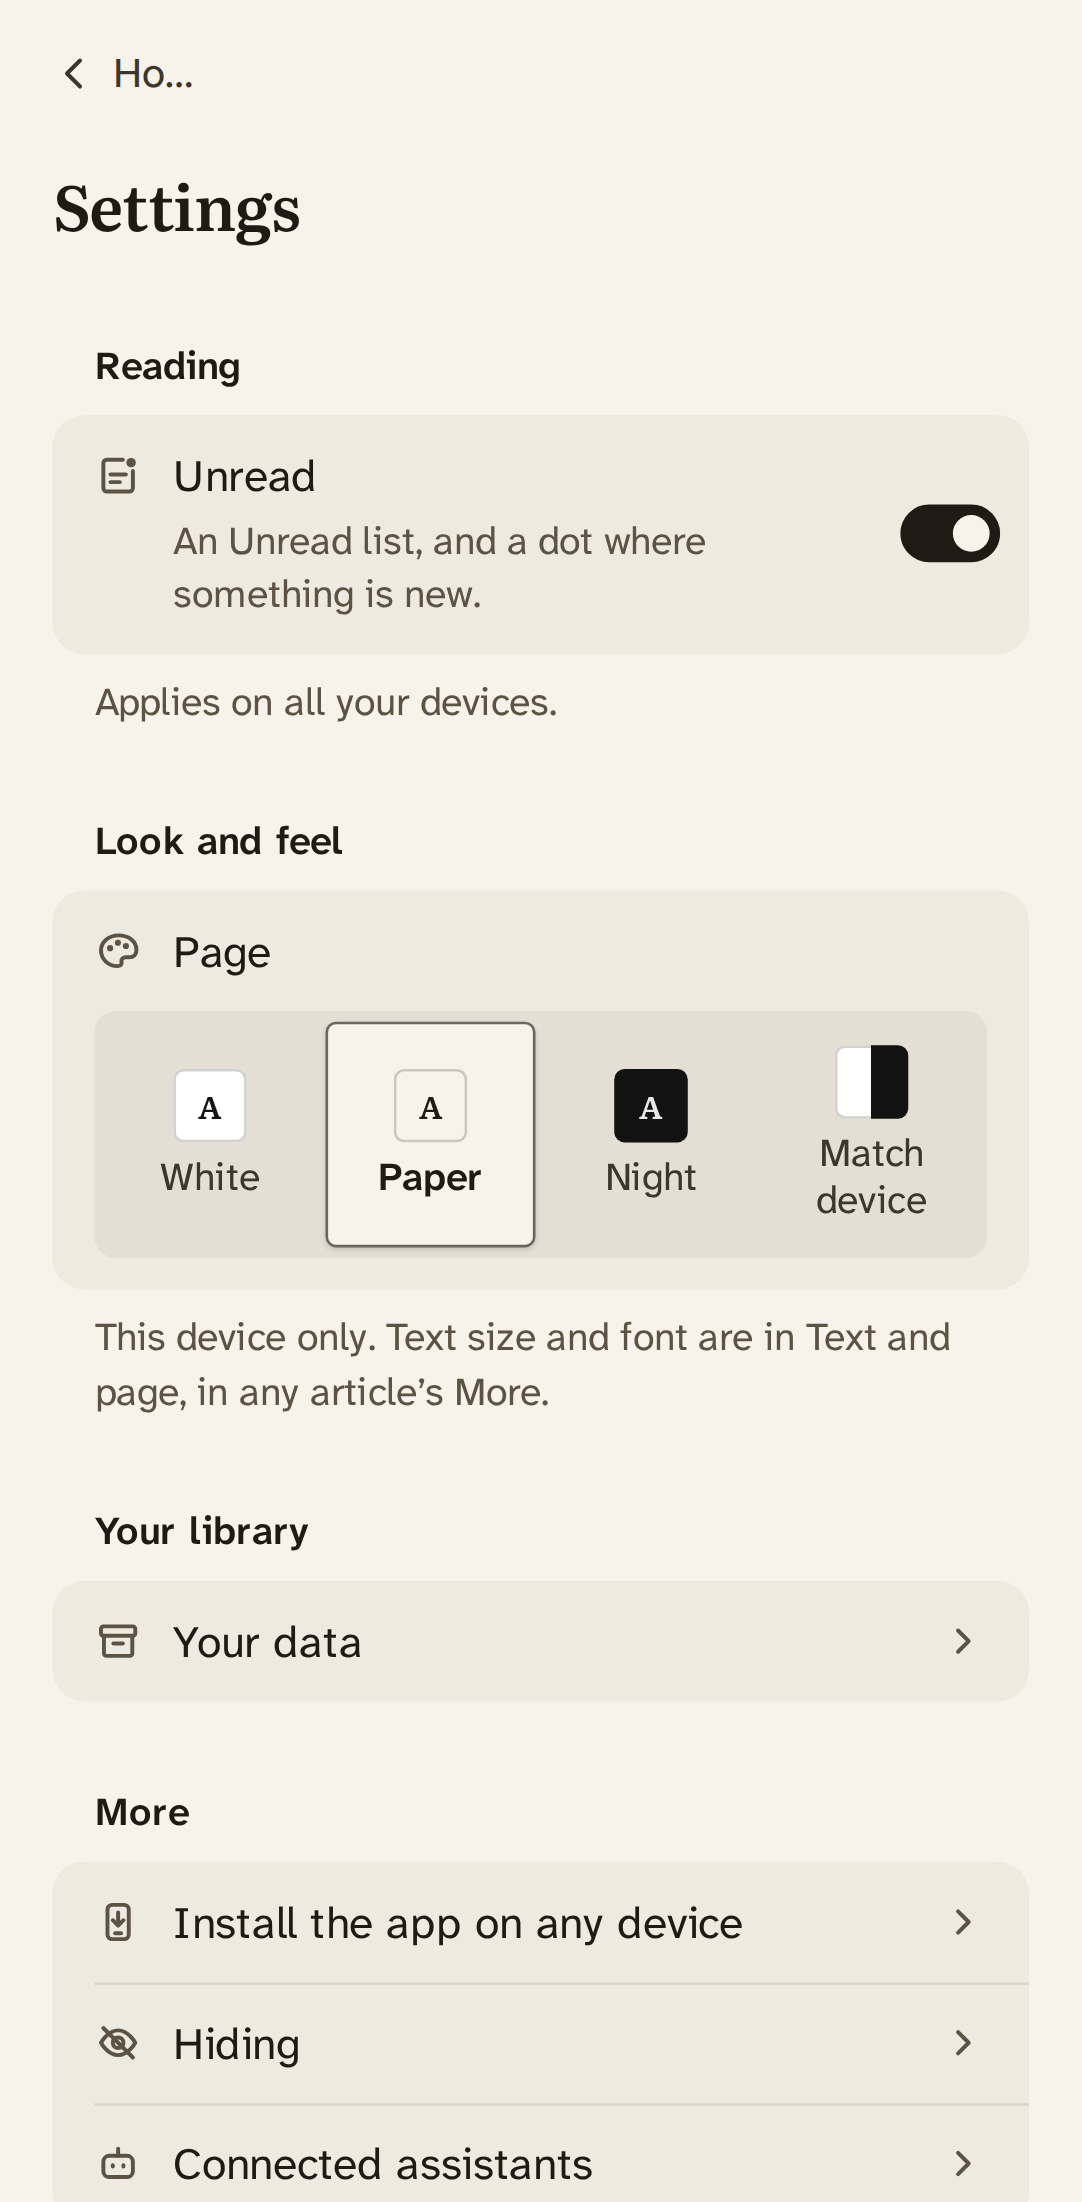 Ho...
Settings
Reading
Unread
An Unread list, and a dot where
something is new.
Applies on all your devices.
Look and feel
Page
A
White
A
Paper
A
Night
Match
device
This device only. Text size and font are in Text and
page, in any article’s More.
Your library
Your data
More
Install the app on any device
Hiding
Connected assistants